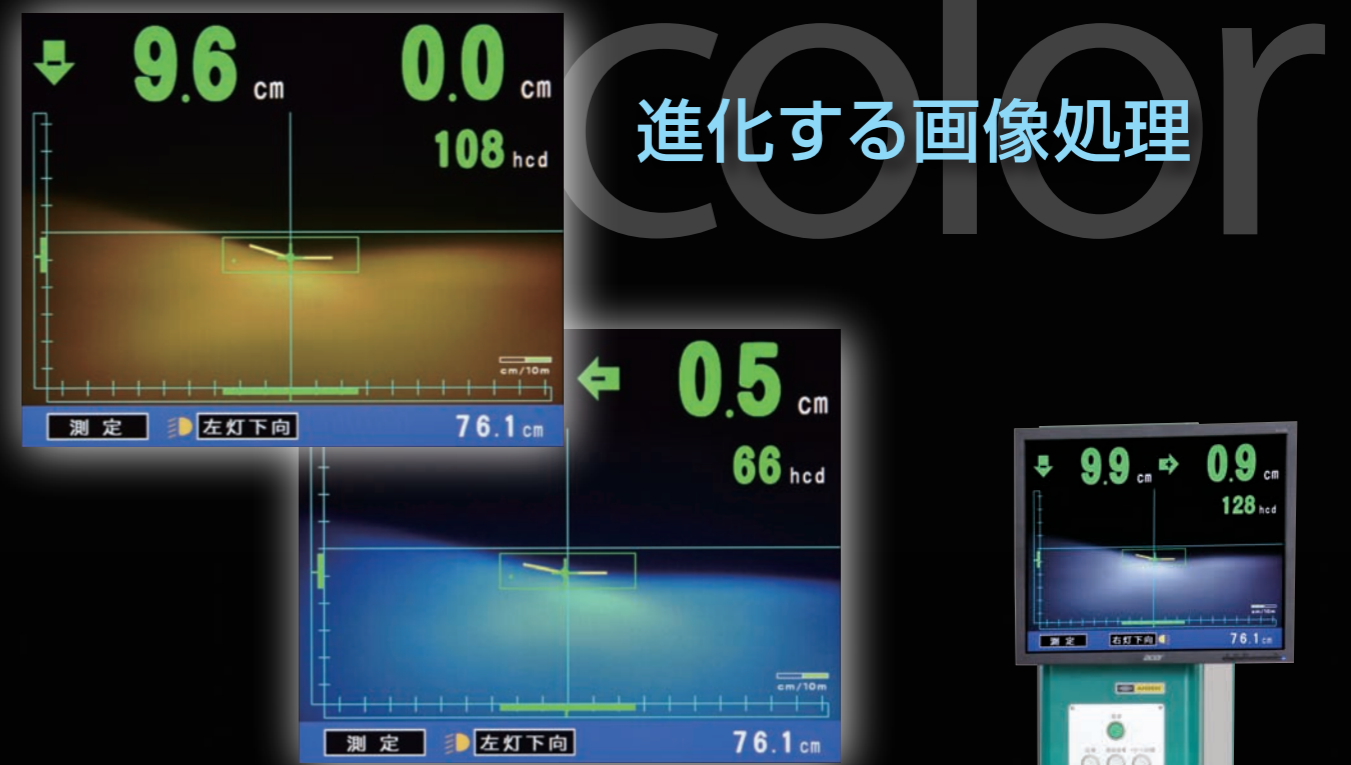 color
進化する画像処理
9.6 cm 0.0 cm
108 hcd
cm/10m
測定 左灯下向 76.1 cm
0.5 cm
66 hcd
cm/10m
測定 左灯下向 76.1 cm
9.9 cm 0.9 cm
128 hcd
cm/10m
測定 右灯下向 76.1 cm
acer